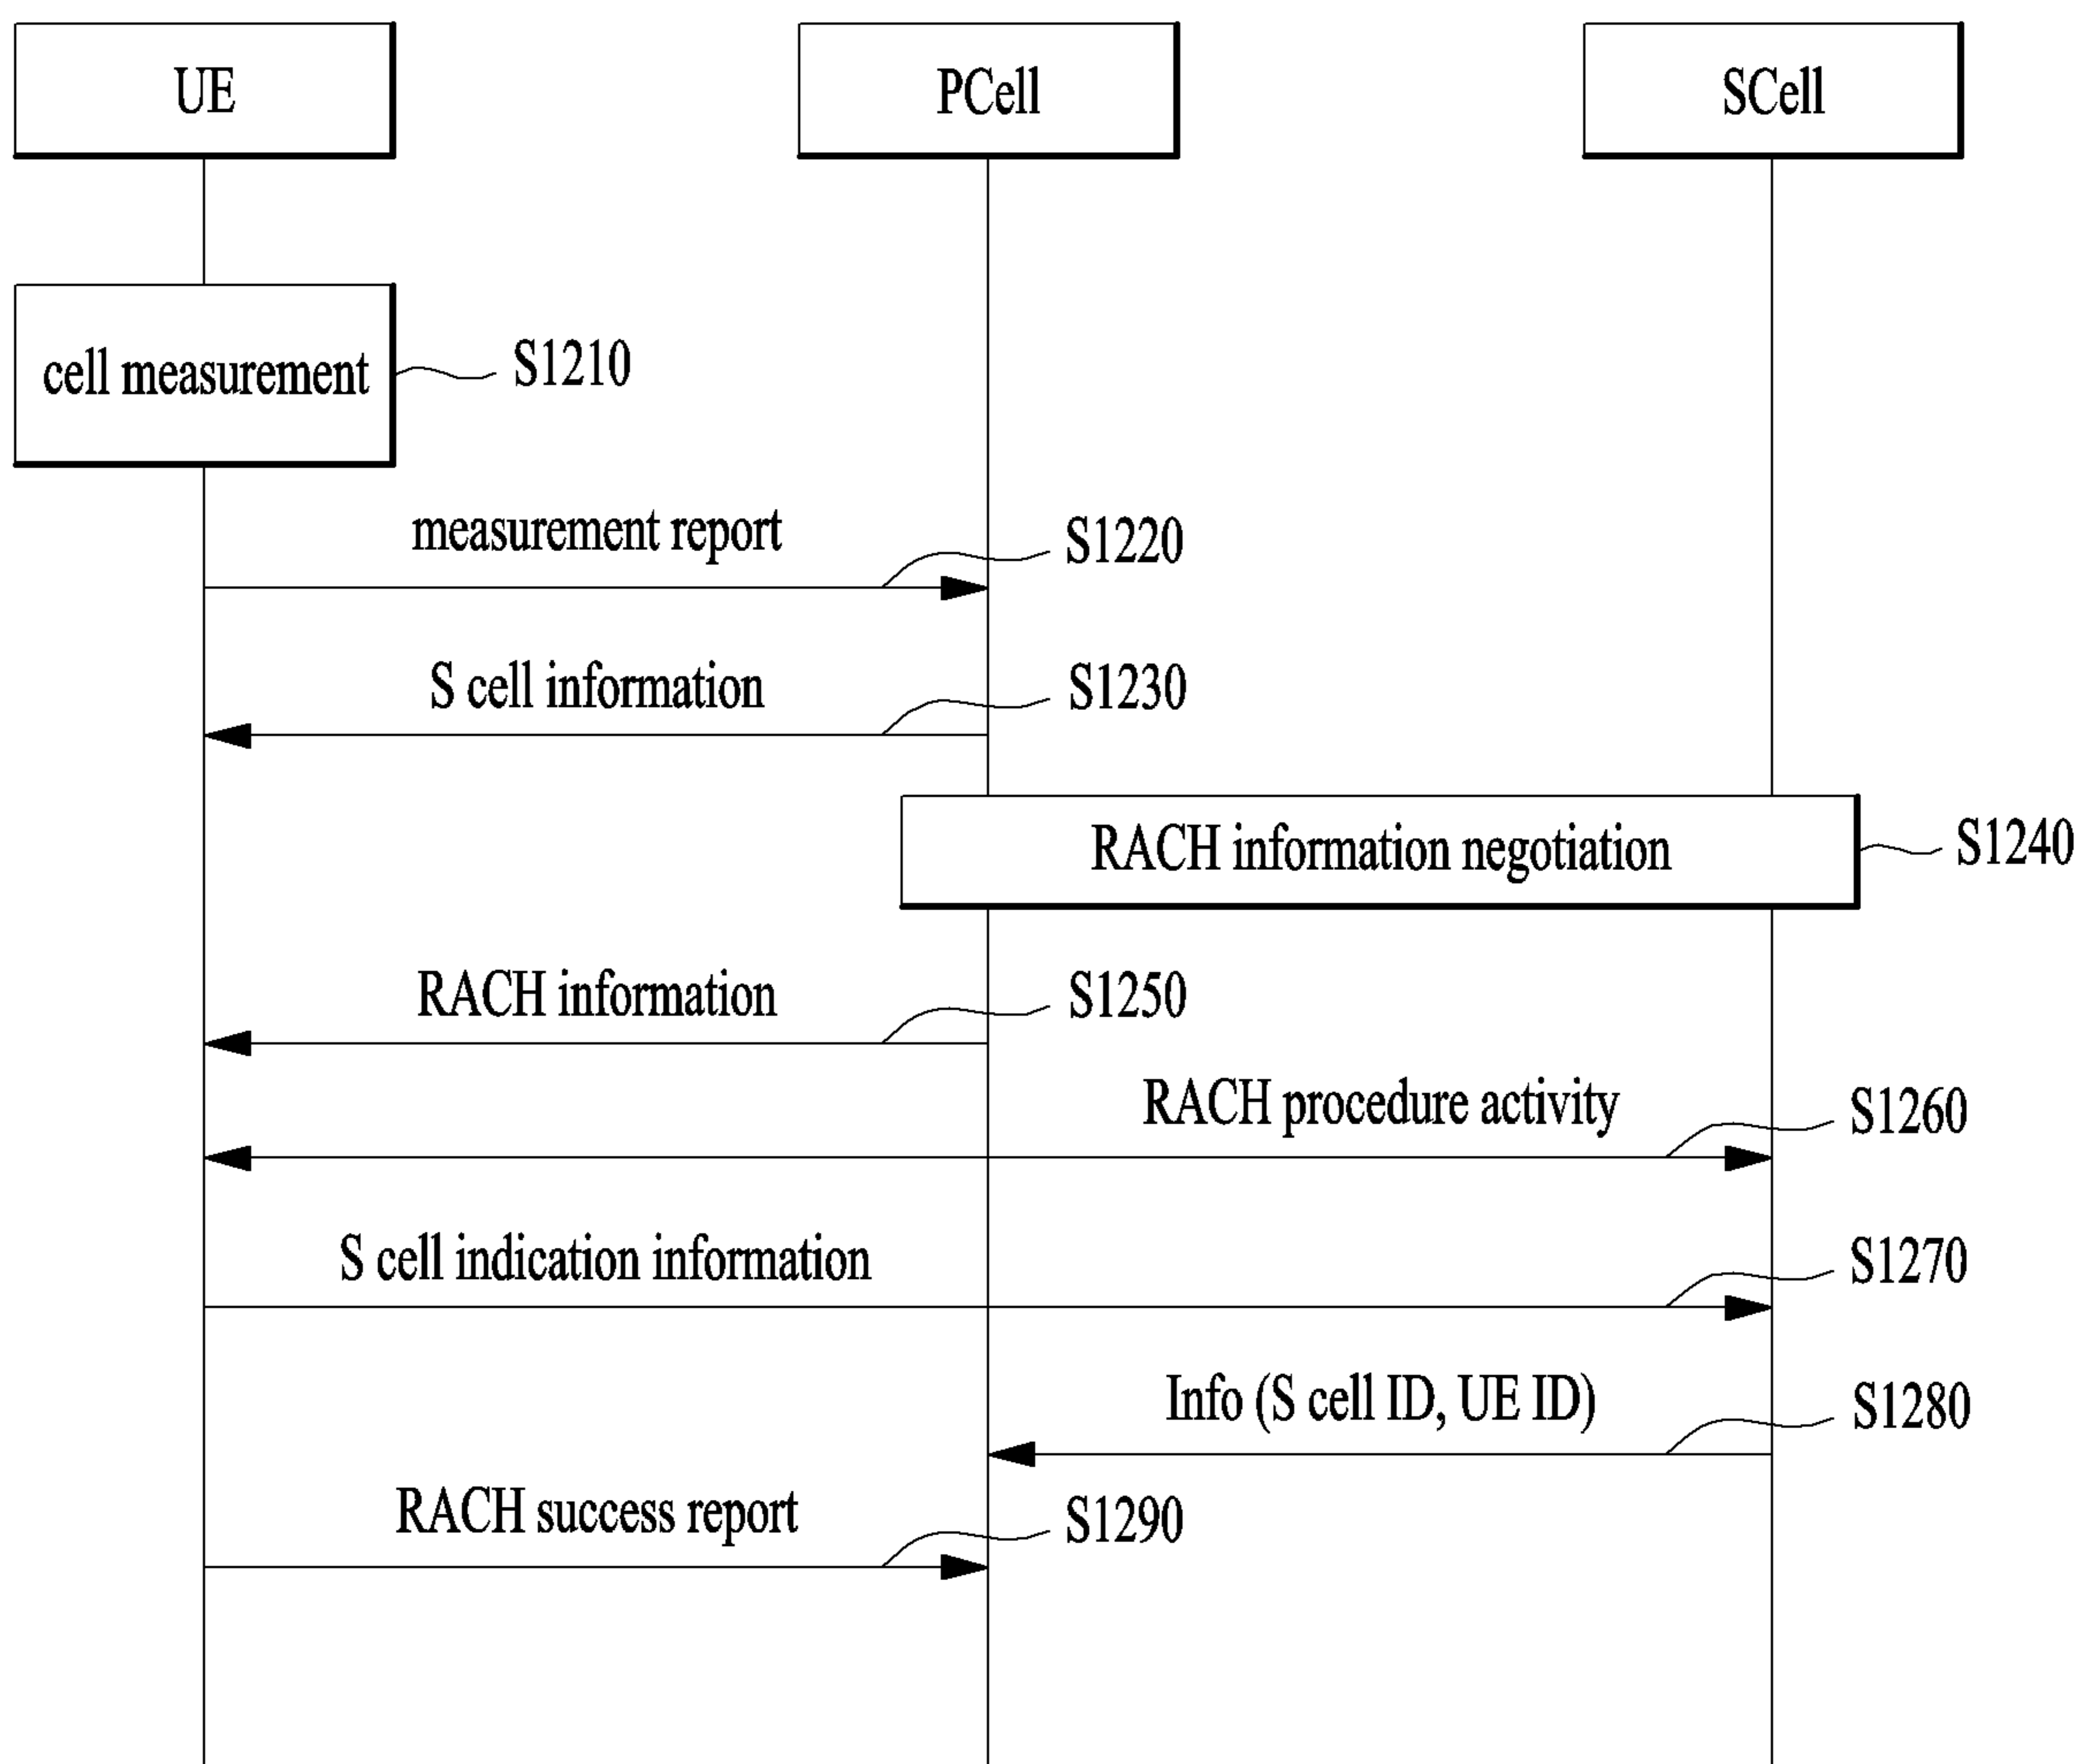 UE
PCell
SCell
cell measurement
S1210
measurement report
S1220
S cell information
S1230
RACH information negotiation
S1240
RACH information
S1250
RACH procedure activity
S1260
S cell indication information
S1270
Info (S cell ID, UE ID)
S1280
RACH success report
S1290